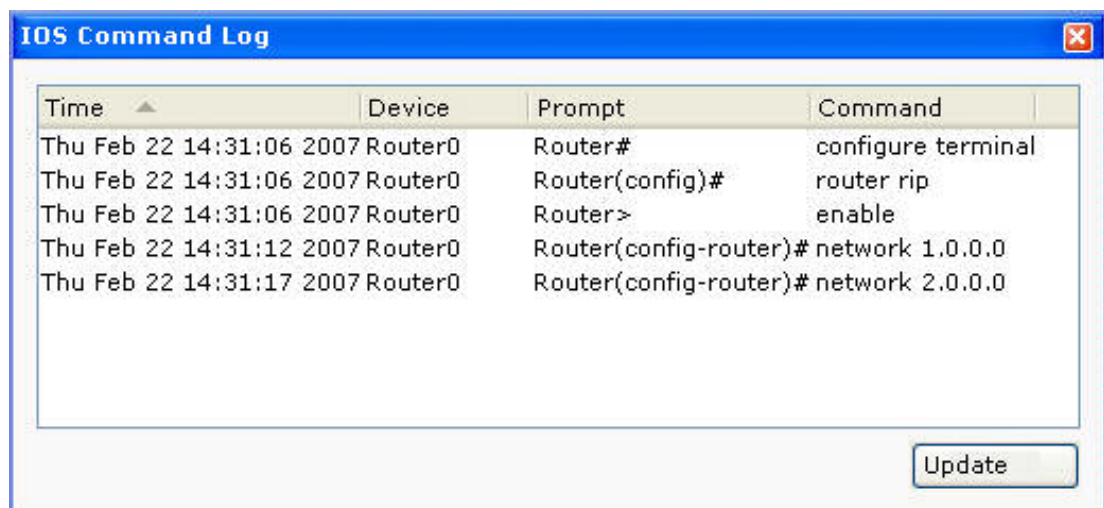 IOS Command Log
Time Device Prompt Command
Thu Feb 22 14:31:06 2007 Router0 Router# configure terminal
Thu Feb 22 14:31:06 2007 Router0 Router(config)# router rip
Thu Feb 22 14:31:06 2007 Router0 Router> enable
Thu Feb 22 14:31:12 2007 Router0 Router(config-router)# network 1.0.0.0
Thu Feb 22 14:31:17 2007 Router0 Router(config-router)# network 2.0.0.0
Update